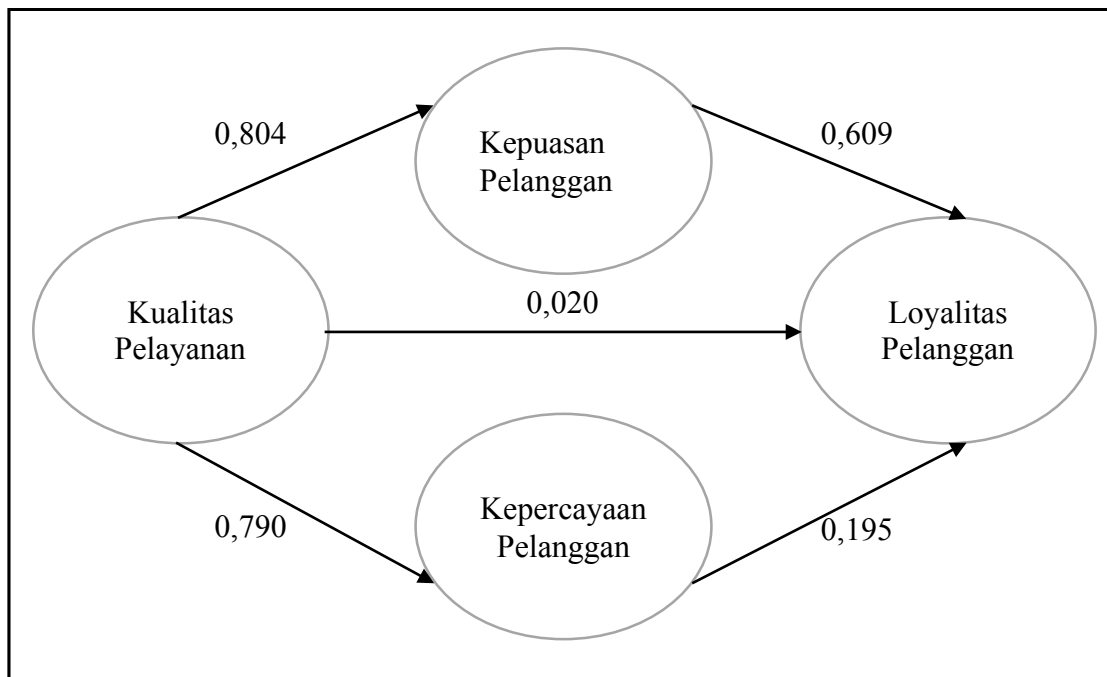 0,804
Kepuasan
Pelanggan
0,609
Kualitas
Pelayanan
0,020
Loyalitas
Pelanggan
0,790
Kepercayaan
Pelanggan
0,195